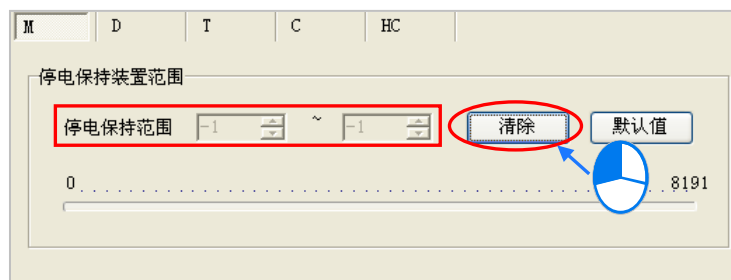 M D T C HC
停电保持装置范围
停电保持范围 -1 ~ -1 清除 默认值
0 . . . . . . . . . . . . . . . . . . . . . . . . . . . . . . . . . . . . . . . . . . . . . . . . 8191